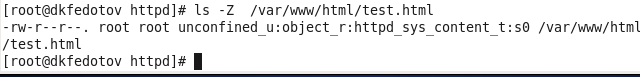 [root@dkfedotov httpd]# ls -Z  /var/www/html/test.html
-rw-r--r--. root root unconfined_u:object_r:httpd_sys_content_t:s0 /var/www/html
/test.html
[root@dkfedotov httpd]#